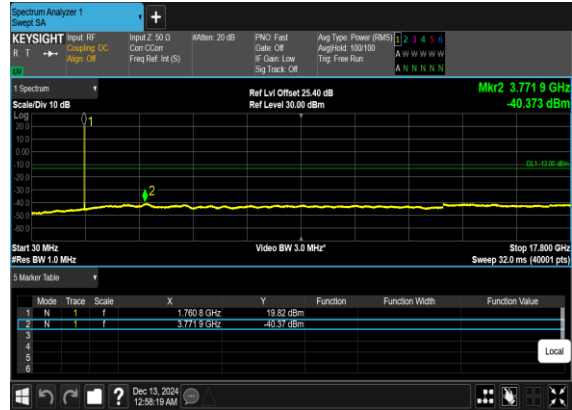 Spectrum Analyzer 1
Swept SA
+
KEYSIGHT Input: RF Input Z: 50 Ω #Atten: 20 dB PNO: Fast Avg Type: Power (RMS) 1 2 3 4 5 6
R T Coupling: DC Corr CCorr Gate: Off Avg|Hold: 100/100 A W W W W W
Align: Off Freq Ref: Int (S) IF Gain: Low Trig: Free Run
Sig Track: Off A N N N N N
1 Spectrum Ref Lvl Offset 25.40 dB Mkr2 3.771 9 GHz
Scale/Div 10 dB Ref Level 30.00 dBm -40.373 dBm
Log
20.0
10.0
0.00
-10.0
DL1 -13.00 dBm
-20.0
-30.0
-40.0
-50.0
-60.0
1
2
Start 30 MHz Video BW 3.0 MHz* Stop 17.800 GHz
#Res BW 1.0 MHz Sweep 32.0 ms (40001 pts)
5 Marker Table
Mode Trace Scale X Y Function Function Width Function Value
1 N 1 f 1.760 8 GHz 19.82 dBm
2 N 1 f 3.771 9 GHz -40.37 dBm
3
4
5
6
Local
? Dec 13, 2024
12:58:19 AM